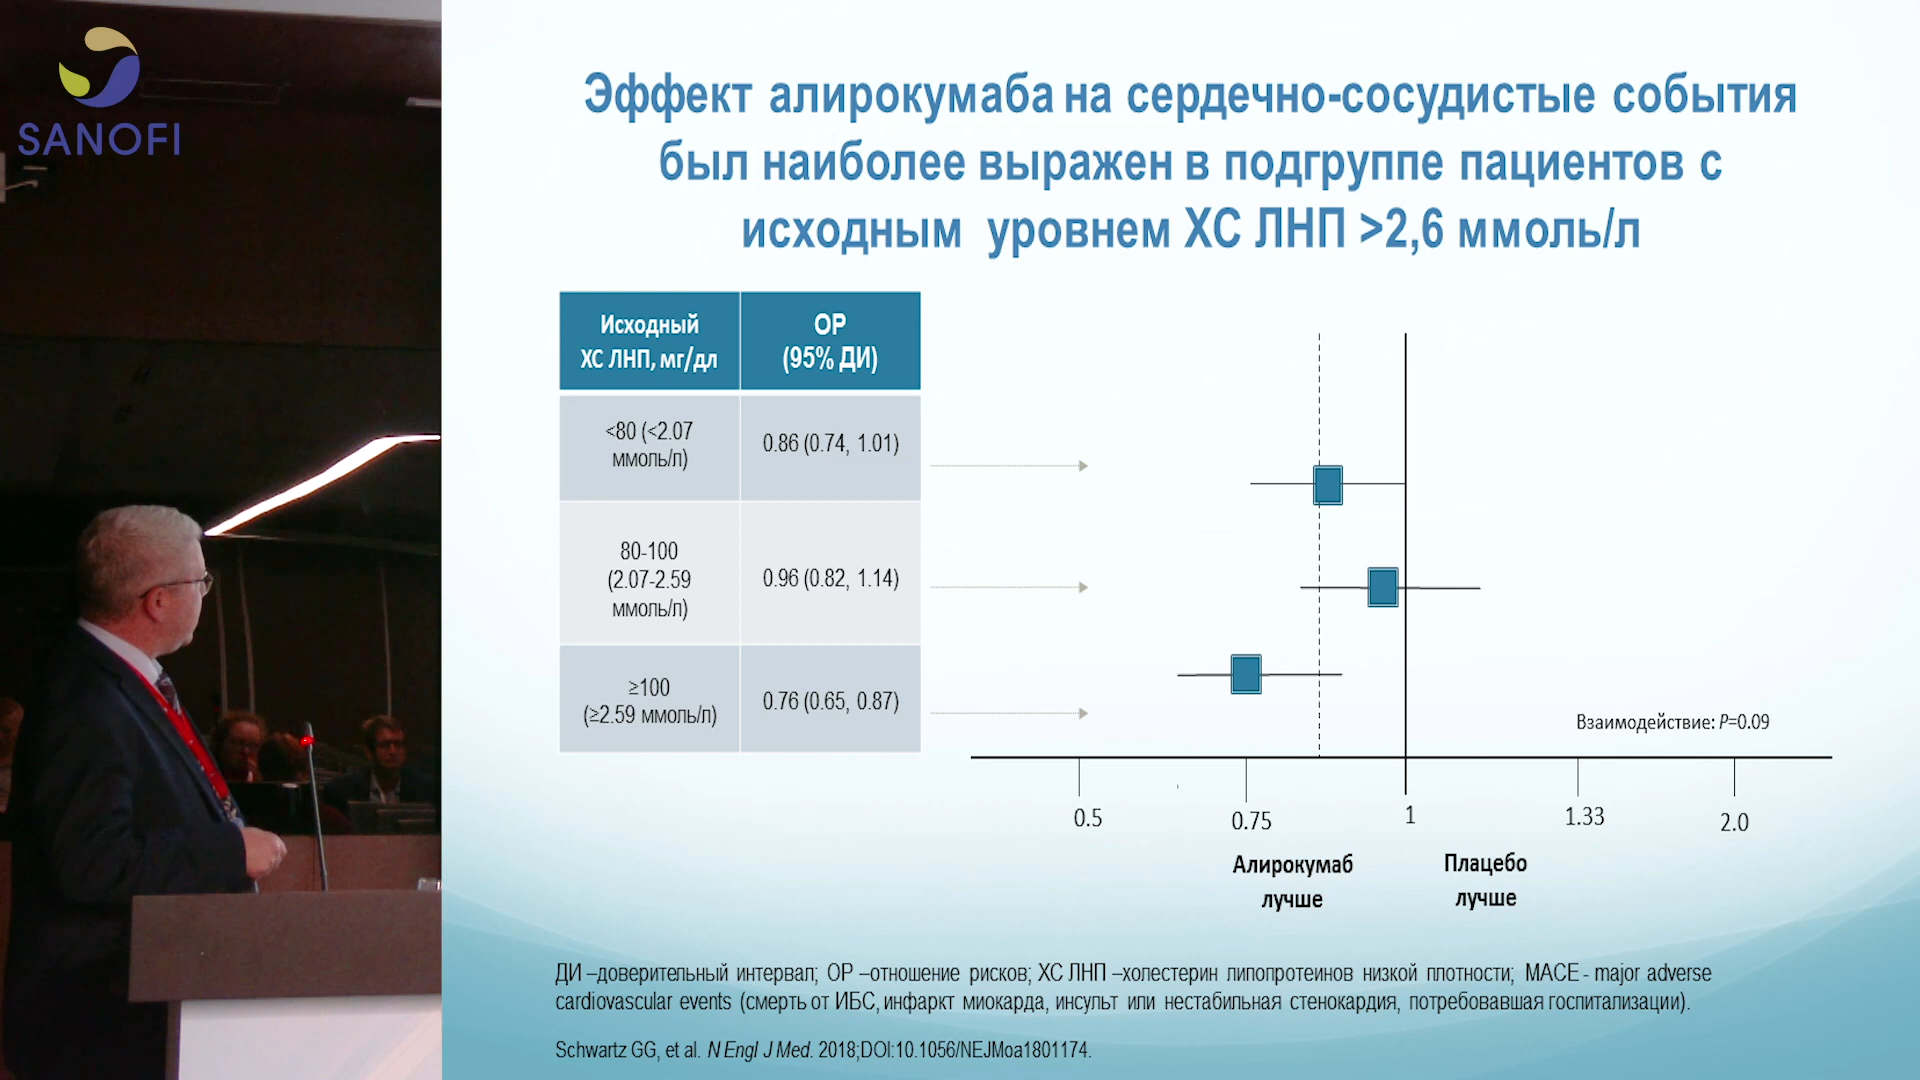 SANOFI
Эффект алирокумаба на сердечно-сосудистые события
был наиболее выражен в подгруппе пациентов с
исходным уровнем ХС ЛНП >2,6 ммоль/л
Исходный
ХС ЛНП, мг/дл
ОР
(95% ДИ)
<80 (<2.07
ммоль/л)
0.86 (0.74, 1.01)
80-100
(2.07-2.59
ммоль/л)
0.96 (0.82, 1.14)
≥100
(≥2.59 ммоль/л)
0.76 (0.65, 0.87)
Взаимодействие: P=0.09
0.5
0.75
1
1.33
2.0
Алирокумаб
лучше
Плацебо
лучше
ДИ –доверительный интервал; ОР –отношение рисков; ХС ЛНП –холестерин липопротеинов низкой плотности; MACE - major adverse
cardiovascular events (смерть от ИБС, инфаркт миокарда, инсульт или нестабильная стенокардия, потребовавшая госпитализации).
Schwartz GG, et al. N Engl J Med. 2018;DOI:10.1056/NEJMoa1801174.